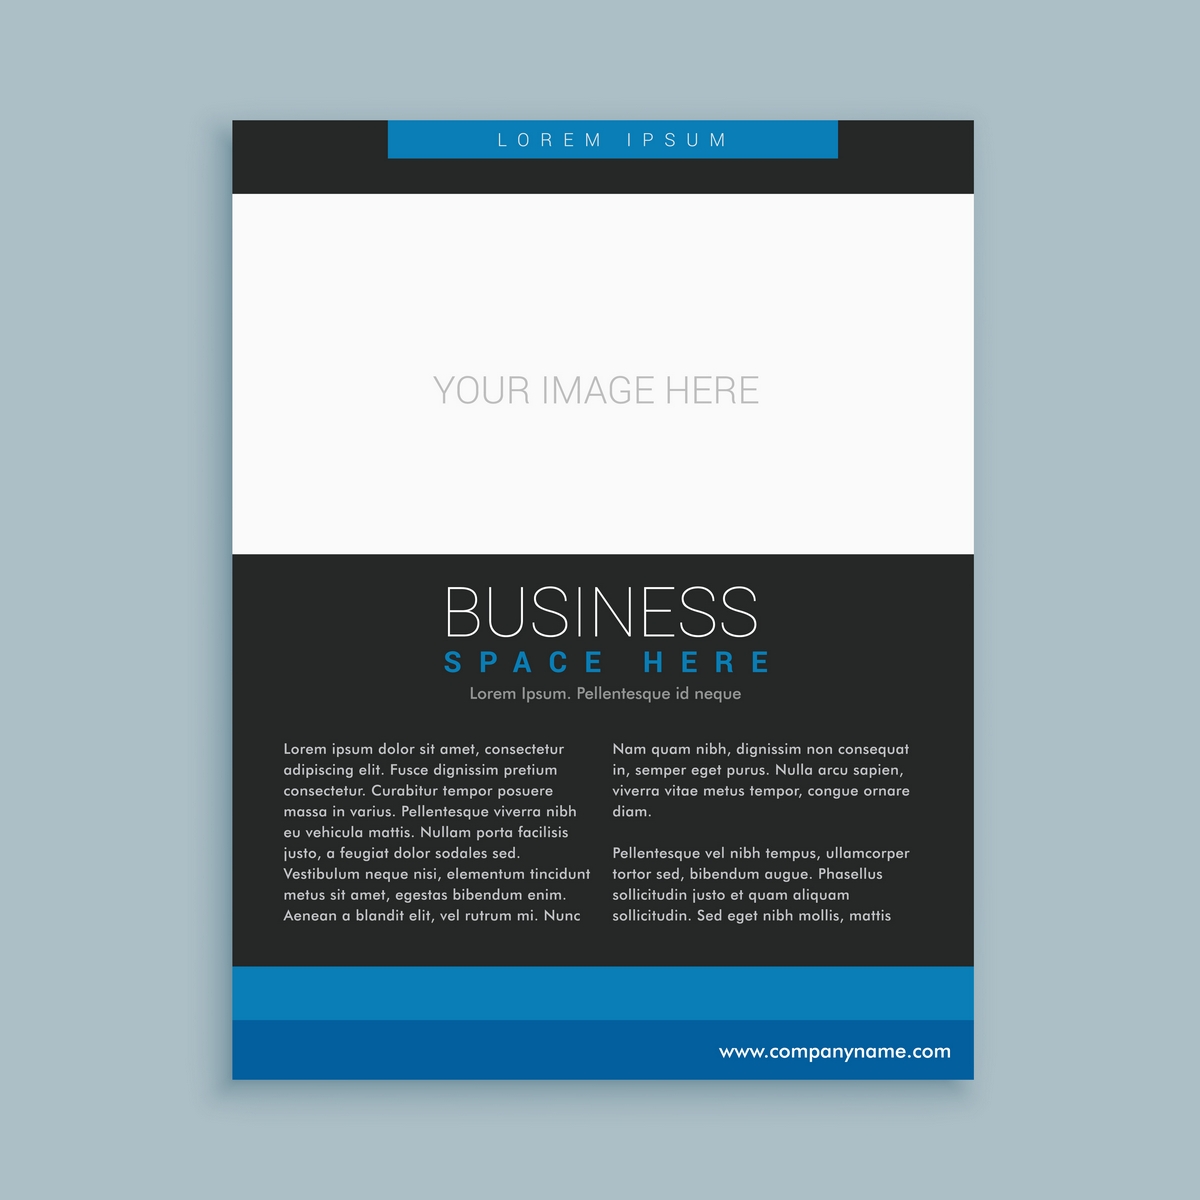 LOREM IPSUM
YOUR IMAGE HERE
BUSINESS
SPACE HERE
Lorem Ipsum. Pellentesque id neque
Lorem ipsum dolor sit amet, consectetur
adipiscing elit. Fusce dignissim pretium
consectetur. Curabitur tempor posuere
massa in varius. Pellentesque viverra nibh
eu vehicula mattis. Nullam porta facilisis
justo, a feugiat dolor sodales sed.
Vestibulum neque nisi, elementum tincidunt
metus sit amet, egestas bibendum enim.
Aenean a blandit elit, vel rutrum mi. Nunc
Nam quam nibh, dignissim non consequat
in, semper eget purus. Nulla arcu sapien,
viverra vitae metus tempor, congue ornare
diam.
Pellentesque vel nibh tempus, ullamcorper
tortor sed, bibendum augue. Phasellus
sollicitudin justo et quam aliquam
sollicitudin. Sed eget nibh mollis, mattis
www.companyname.com